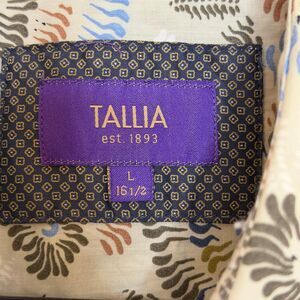 TALLIA
est. 1893
L
16 1/2